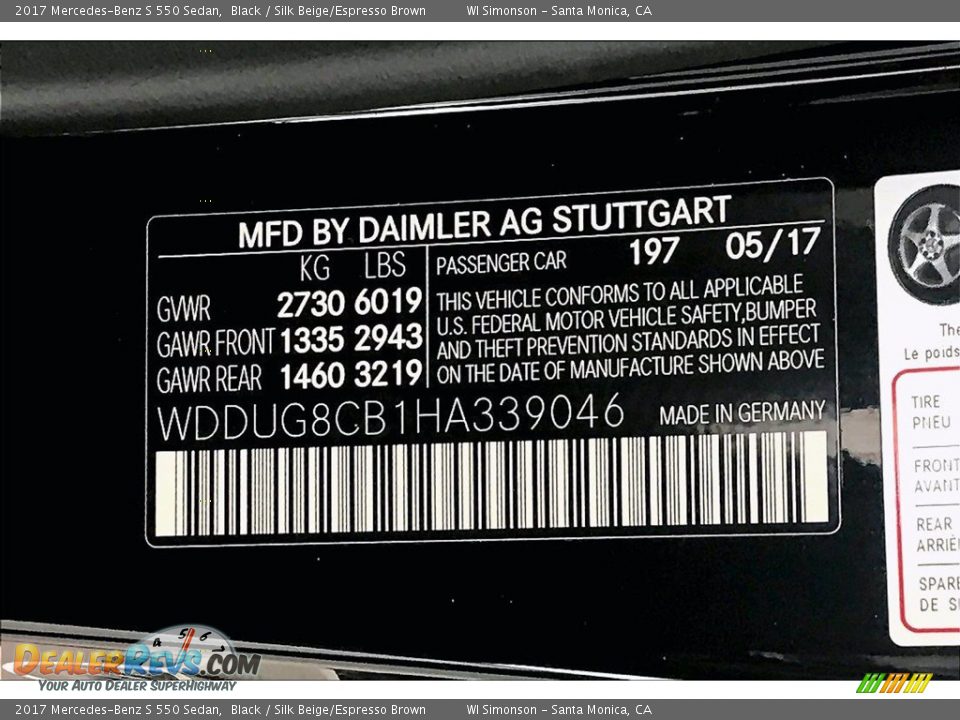 2017 Mercedes-Benz S 550 Sedan, Black / Silk Beige/Espresso Brown WI Simonson - Santa Monica, CA
MFD BY DAIMLER AG STUTTGART
KG LBS PASSENGER CAR 197 05/17
GVWR 2730 6019
GAWR FRONT 1335 2943
GAWR REAR 1460 3219
THIS VEHICLE CONFORMS TO ALL APPLICABLE
U.S. FEDERAL MOTOR VEHICLE SAFETY,BUMPER
AND THEFT PREVENTION STANDARDS IN EFFECT
ON THE DATE OF MANUFACTURE SHOWN ABOVE
WDDUG8CB1HA339046 MADE IN GERMANY
The
Le poids
TIRE
PNEU
FRONT
AVANT
REAR
ARRIÈ
SPARE
DE S
4 5 6
DEALERREVS.COM
YOUR AUTO DEALER SUPERHIGHWAY
2017 Mercedes-Benz S 550 Sedan, Black / Silk Beige/Espresso Brown WI Simonson - Santa Monica, CA